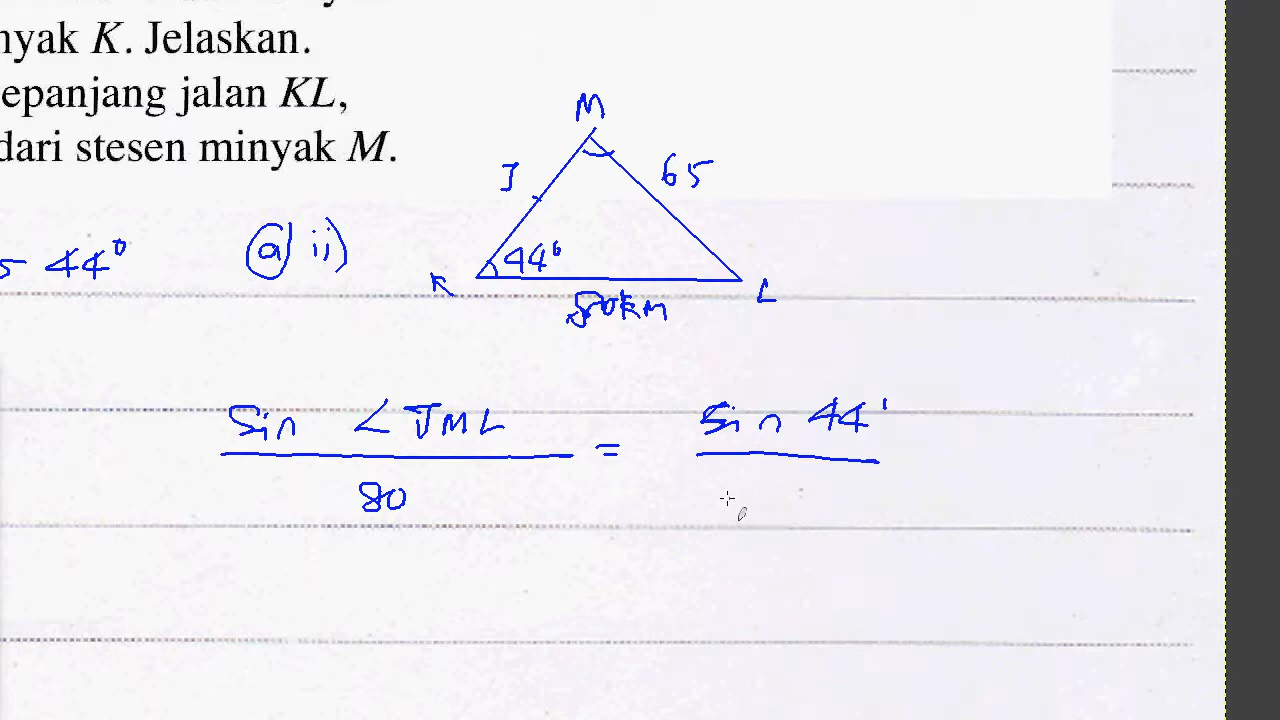 nyak K. Jelaskan.
epanjang jalan KL,
dari stesen minyak M.
M
J
65
44°
a) ii)
44°
K
L
80km
Sin ∠JML = Sin 44°
80